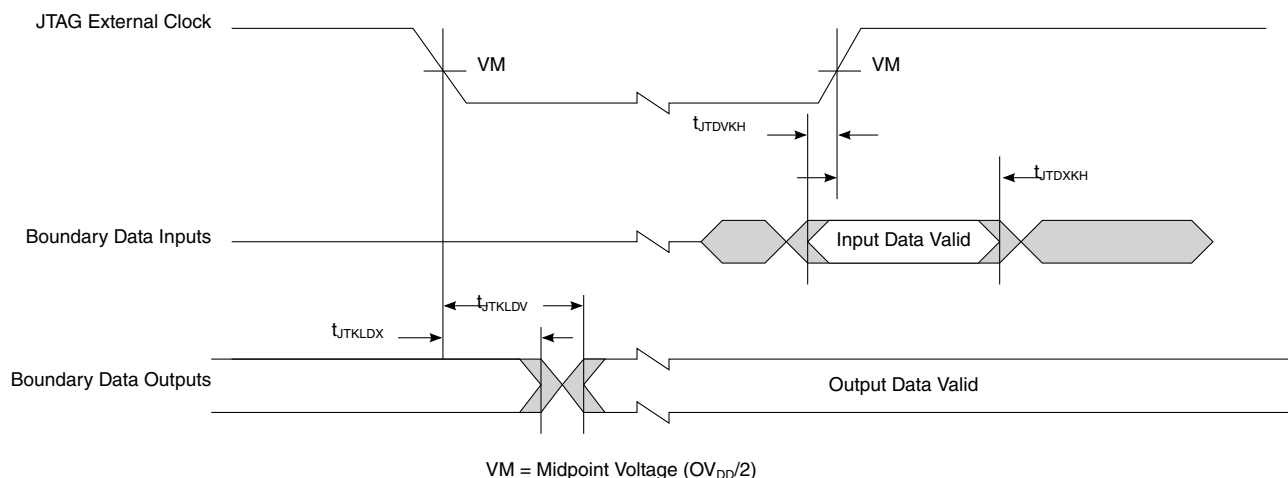 JTAG External Clock
VM
VM
tJTDVKH
tJTDXKH
Boundary Data Inputs
Input Data Valid
tJTKLDV
tJTKLDX
Boundary Data Outputs
Output Data Valid
VM = Midpoint Voltage (OVDD/2)